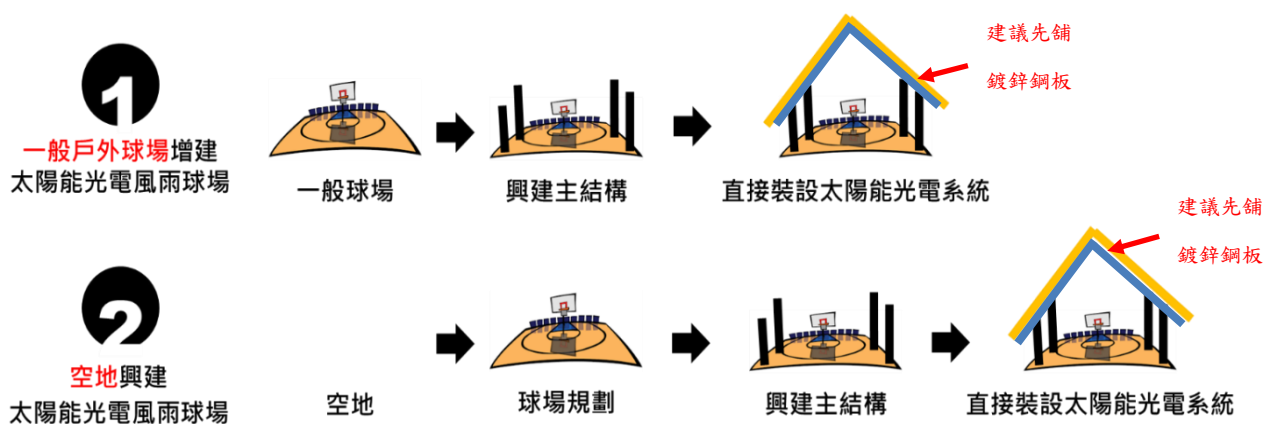 1
一般戶外球場增建
太陽能光電風雨球場
一般球場
興建主結構
直接裝設太陽能光電系統
建議先舖
鍍鋅鋼板
2
空地興建
太陽能光電風雨球場
空地
球場規劃
興建主結構
直接裝設太陽能光電系統
建議先舖
鍍鋅鋼板